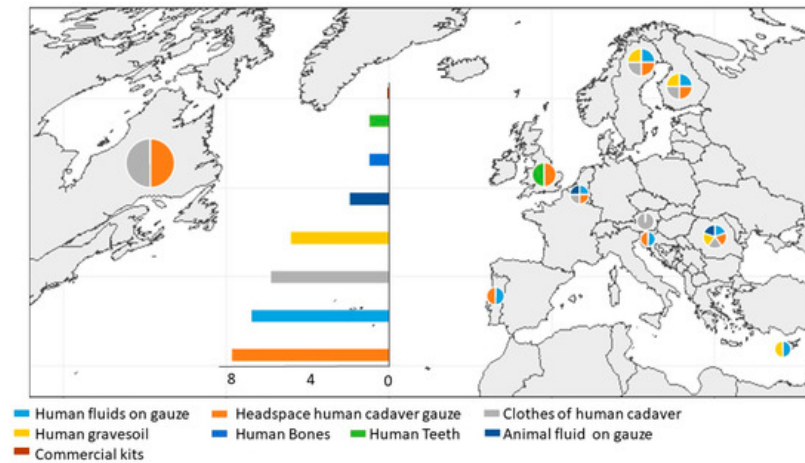 8 4 0
Human fluids on gauze Headspace human cadaver gauze Clothes of human cadaver
Human gravesoil Human Bones Human Teeth Animal fluid on gauze
Commercial kits